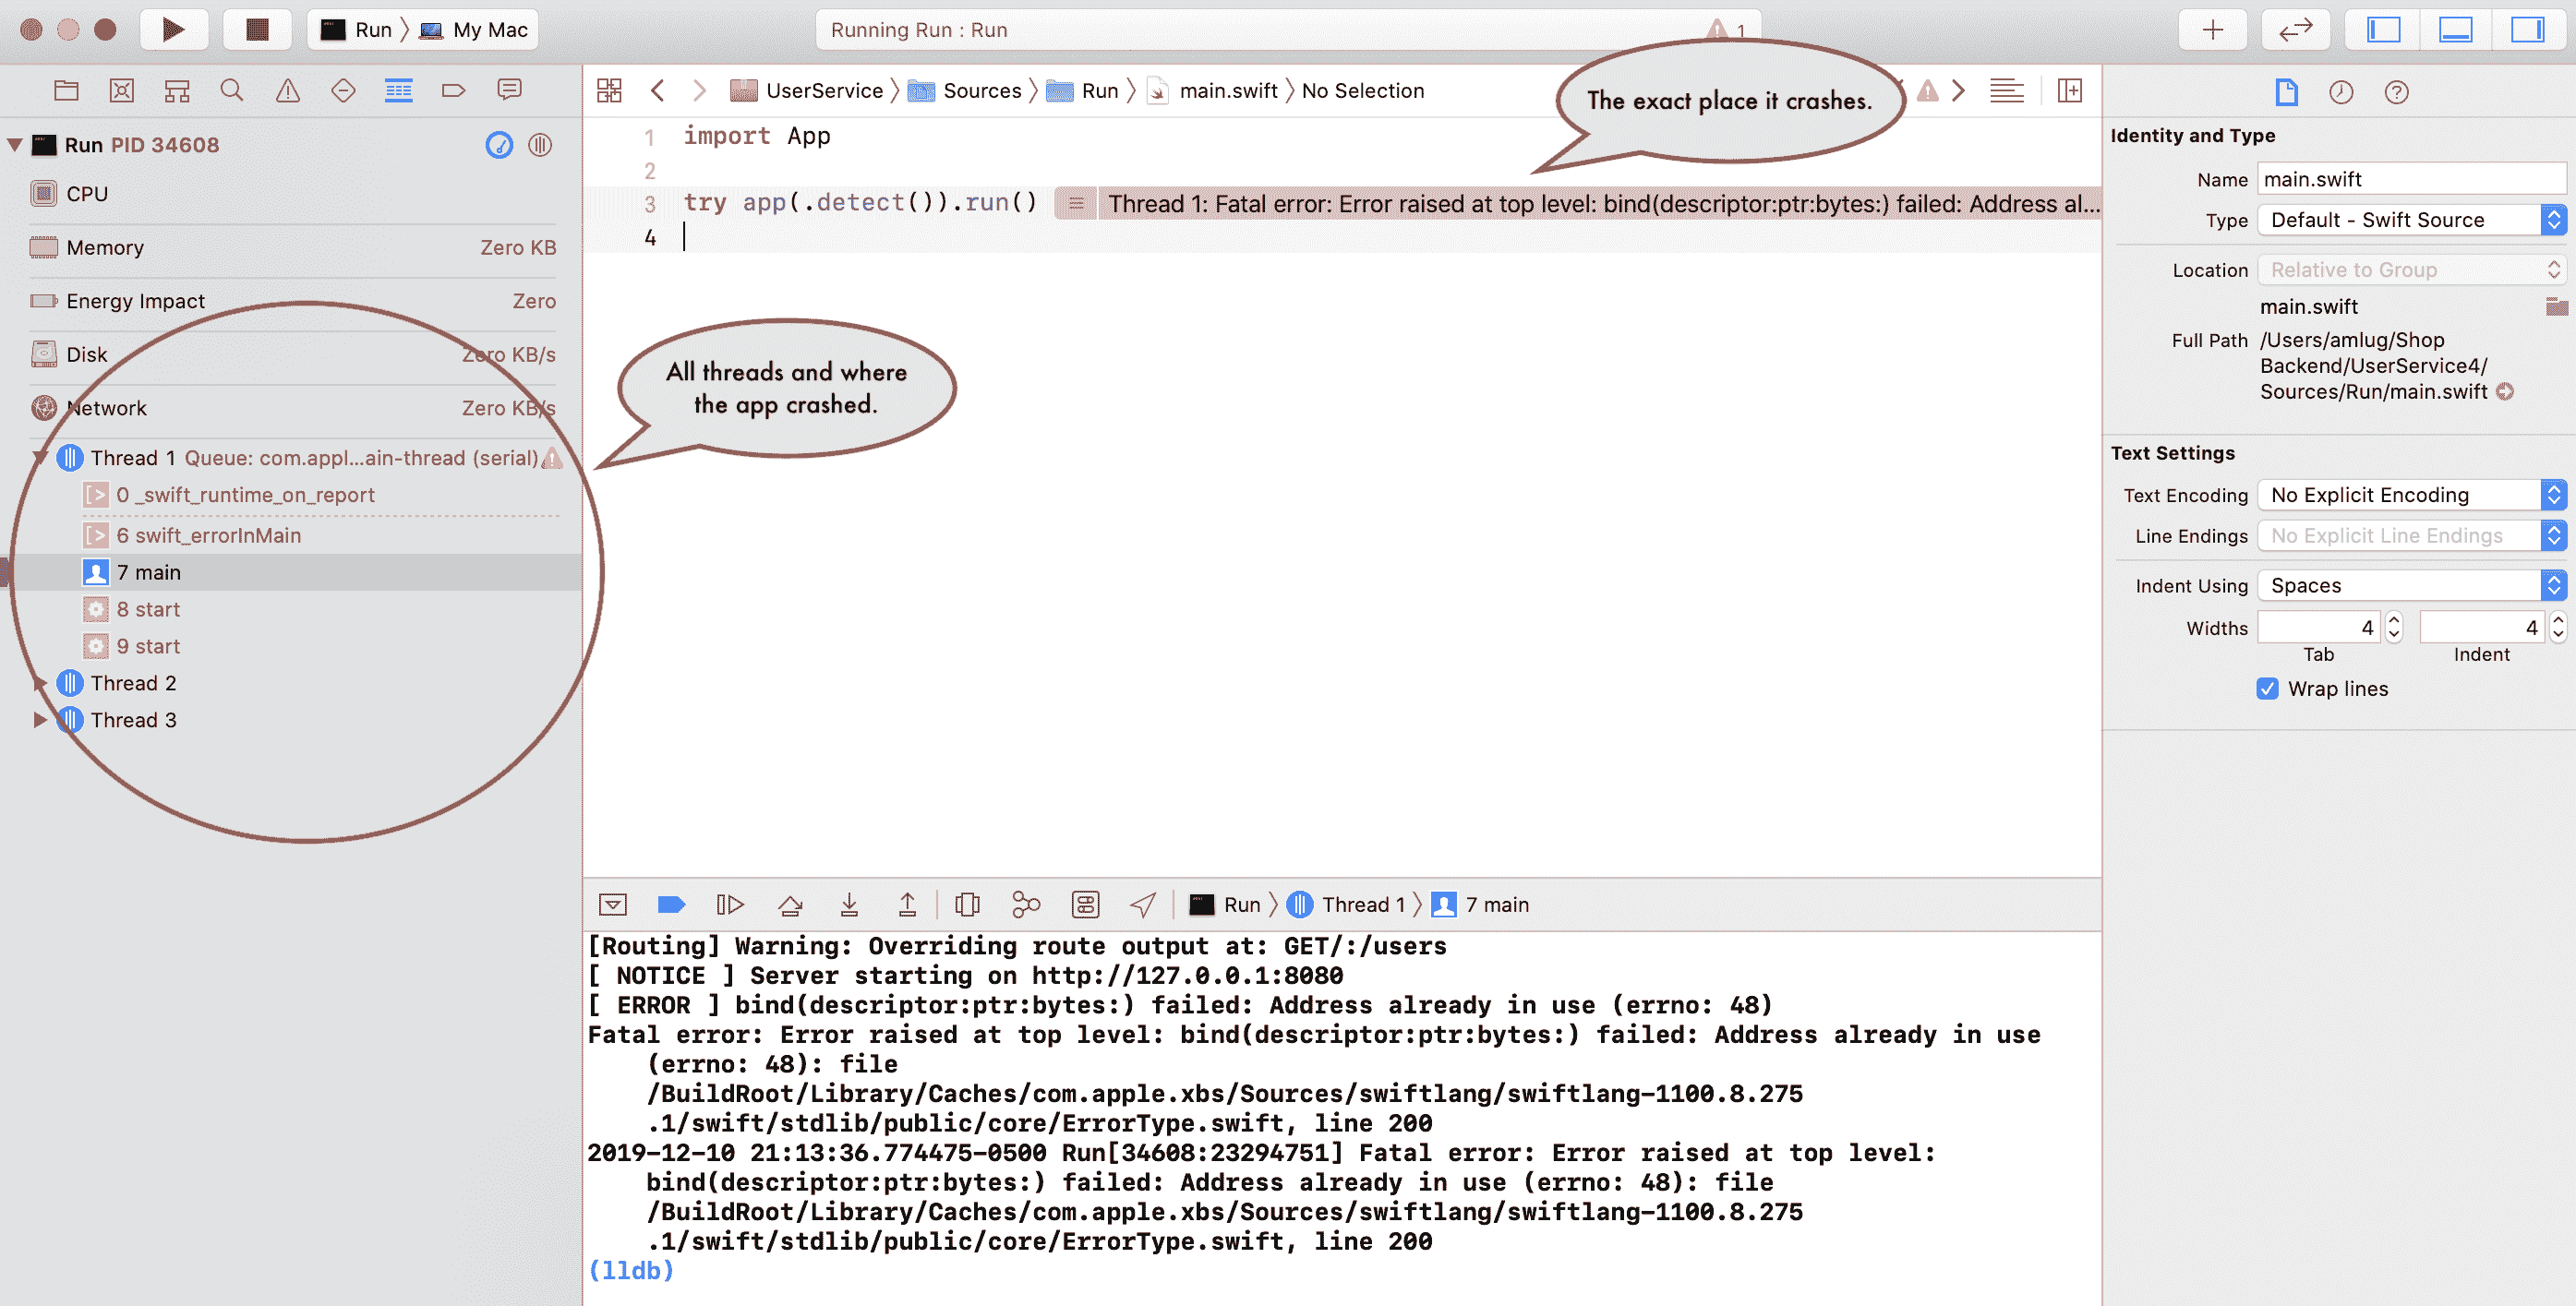 Run My Mac
Running Run : Run
1
UserService Sources Run main.swift No Selection
The exact place it crashes.
Run PID 34608
CPU
Memory Zero KB
Energy Impact Zero
Disk Zero KB/s
Network Zero KB/s
Thread 1 Queue: com.appl...ain-thread (serial)
0 _swift_runtime_on_report
6 swift_errorInMain
7 main
8 start
9 start
Thread 2
Thread 3
All threads and where
the app crashed.
1 import App
2
3 try app(.detect()).run() Thread 1: Fatal error: Error raised at top level: bind(descriptor:ptr:bytes:) failed: Address al...
4
Run Thread 1 7 main
[Routing] Warning: Overriding route output at: GET/:/users
[ NOTICE ] Server starting on http://127.0.0.1:8080
[ ERROR ] bind(descriptor:ptr:bytes:) failed: Address already in use (errno: 48)
Fatal error: Error raised at top level: bind(descriptor:ptr:bytes:) failed: Address already in use
(errno: 48): file
/BuildRoot/Library/Caches/com.apple.xbs/Sources/swiftlang/swiftlang-1100.8.275
.1/swift/stdlib/public/core/ErrorType.swift, line 200
2019-12-10 21:13:36.774475-0500 Run[34608:23294751] Fatal error: Error raised at top level:
bind(descriptor:ptr:bytes:) failed: Address already in use (errno: 48): file
/BuildRoot/Library/Caches/com.apple.xbs/Sources/swiftlang/swiftlang-1100.8.275
.1/swift/stdlib/public/core/ErrorType.swift, line 200
(lldb)
Identity and Type
Name main.swift
Type Default - Swift Source
Location Relative to Group
main.swift
Full Path /Users/amlug/Shop
Backend/UserService4/
Sources/Run/main.swift
Text Settings
Text Encoding No Explicit Encoding
Line Endings No Explicit Line Endings
Indent Using Spaces
Widths 4 4
Tab Indent
Wrap lines